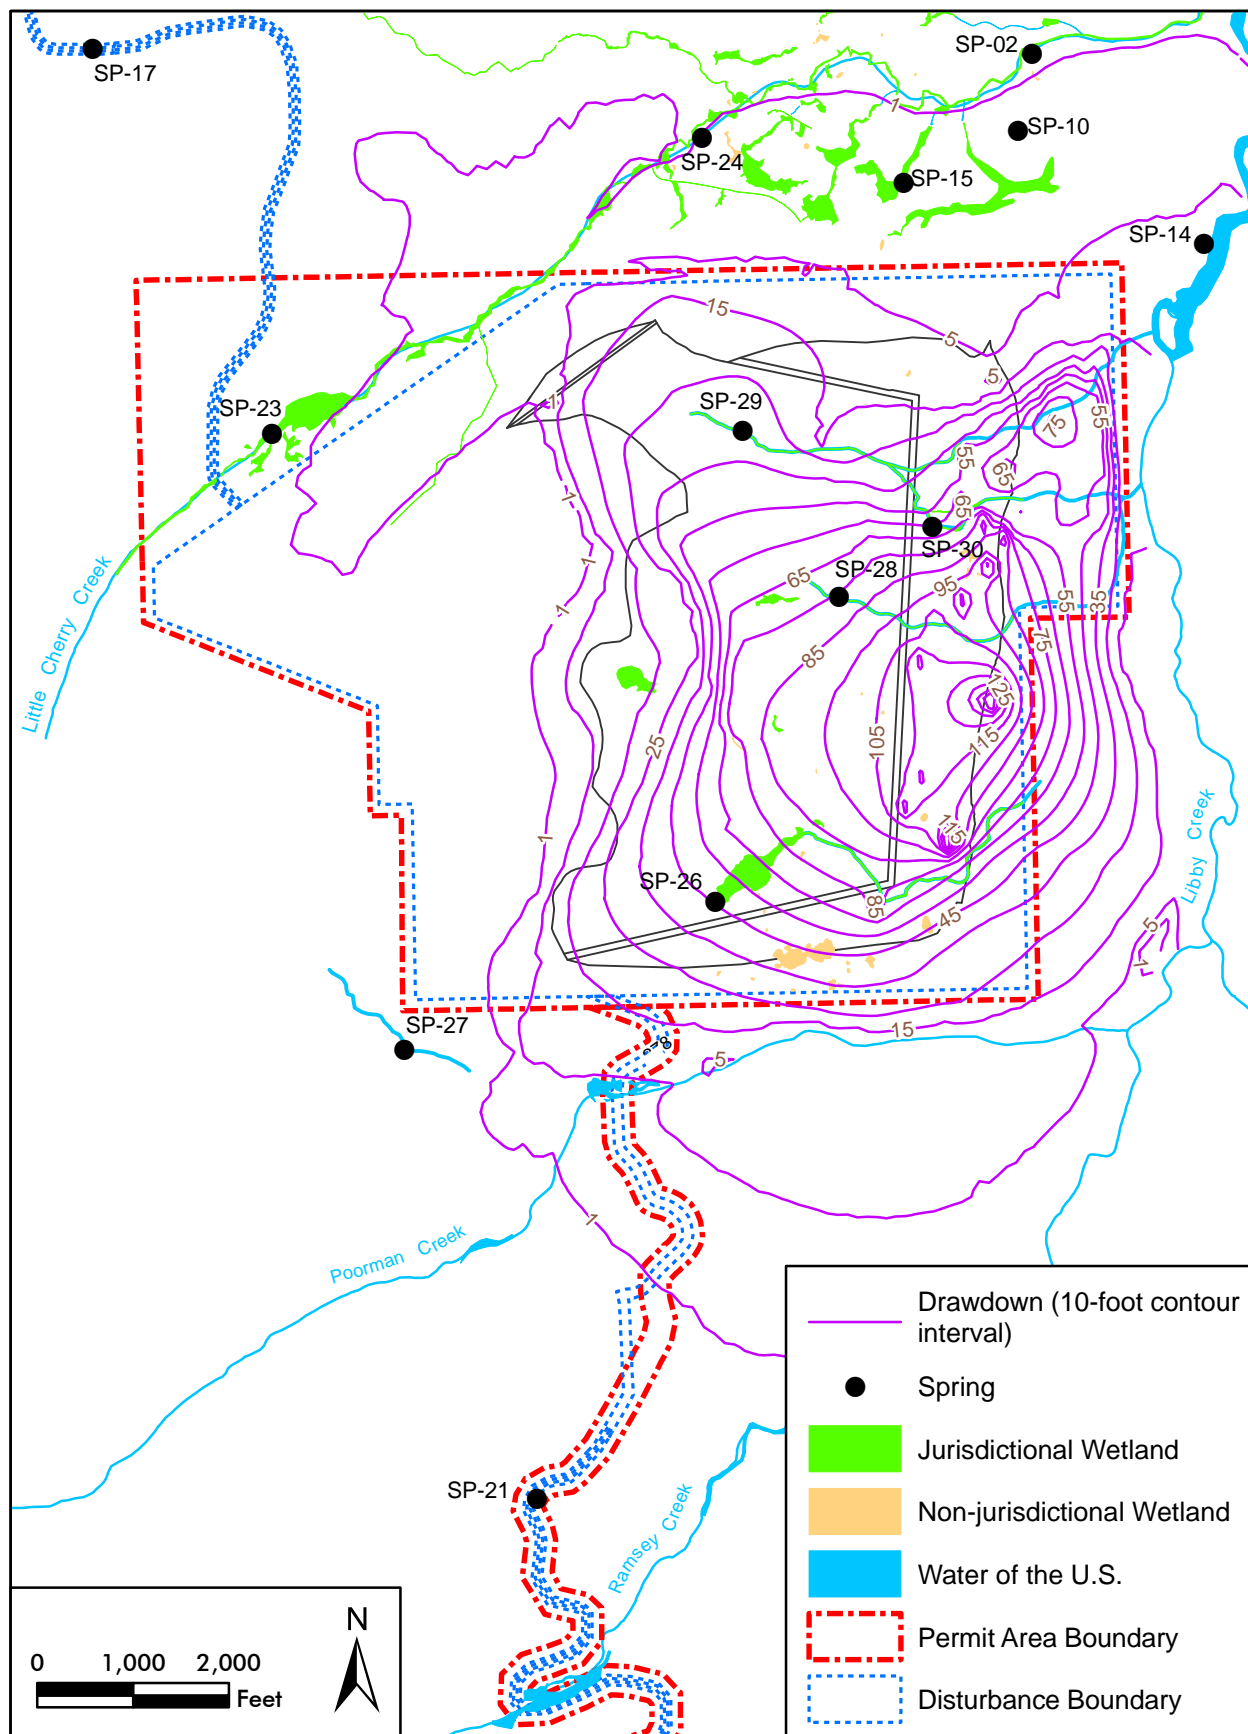 SP-17
SP-02
1
SP-10
SP-24
SP-15
SP-14
15
5
5
1
SP-23
SP-29
75
55
55
65
1
65
SP-30
1
65
SP-28
95
55
35
1
85
75
125
25
105
115
Little Cherry Creek
1
115
Libby Creek
SP-26
85
45
5
1
SP-27
15
5
1
Poorman Creek
SP-21
Ramsey Creek
Drawdown (10-foot contour
interval)
Spring
Jurisdictional Wetland
Non-jurisdictional Wetland
Water of the U.S.
Permit Area Boundary
Disturbance Boundary
N
0 1,000 2,000
Feet